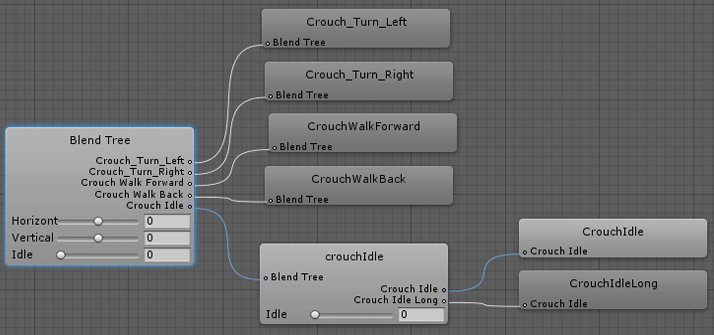 Crouch_Turn_Left
Blend Tree
Crouch_Turn_Right
Blend Tree
CrouchWalkForward
Blend Tree
CrouchWalkBack
Blend Tree
Blend Tree
Crouch_Turn_Left
Crouch_Turn_Right
Crouch Walk Forward
Crouch Walk Back
Crouch Idle
Horizont 0
Vertical 0
Idle 0
crouchIdle
Blend Tree
Crouch Idle
Crouch Idle Long
Idle 0
CrouchIdle
Crouch Idle
CrouchIdleLong
Crouch Idle